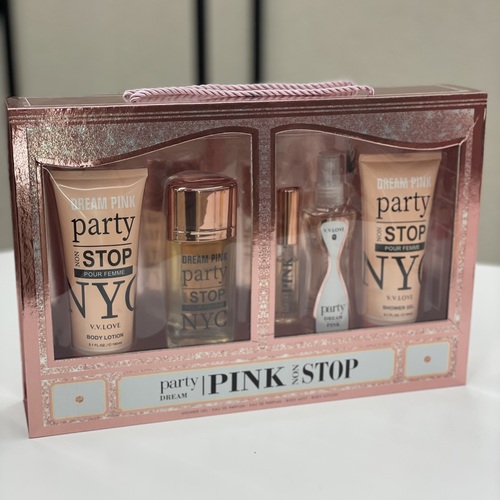 DREAM PINK
party
NON STOP
POUR FEMME
NYC
V.V.LOVE
BODY LOTION
DREAM PINK
party
NON STOP
NYC
PINK
V.V.LOVE
party
DREAM
PINK
DREAM PINK
party
NON STOP
POUR FEMME
NYC
V.V.LOVE
SHOWER GEL
party DREAM | PINK NON STOP